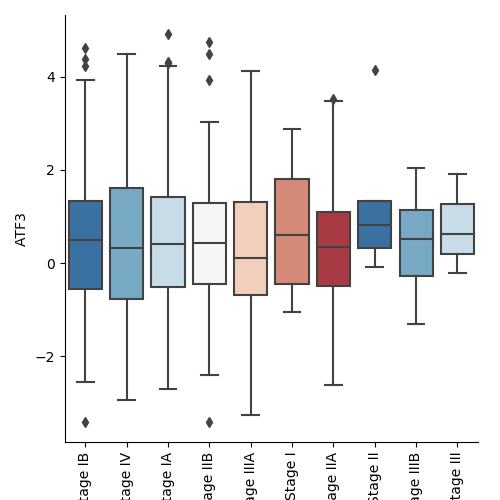 4
2
0
−2
ATF3
tage IB
tage IV
tage IA
age IIB
age IIIA
Stage I
age IIA
Stage II
age IIIB
tage III